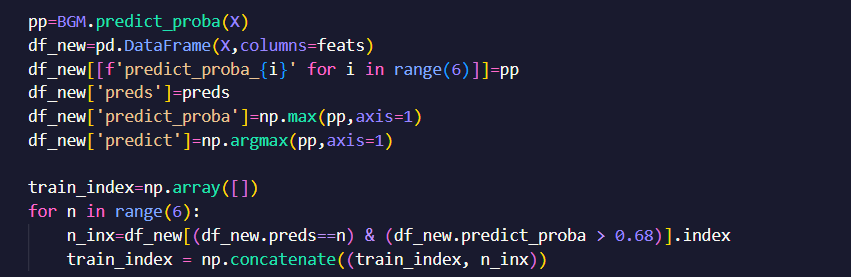 pp=BGM.predict_proba(X)
df_new=pd.DataFrame(X,columns=feats)
df_new[[f'predict_proba_{i}' for i in range(6)]]=pp
df_new['preds']=preds
df_new['predict_proba']=np.max(pp,axis=1)
df_new['predict']=np.argmax(pp,axis=1)

train_index=np.array([])
for n in range(6):
    n_inx=df_new[(df_new.preds==n) & (df_new.predict_proba > 0.68)].index
    train_index = np.concatenate((train_index, n_inx))